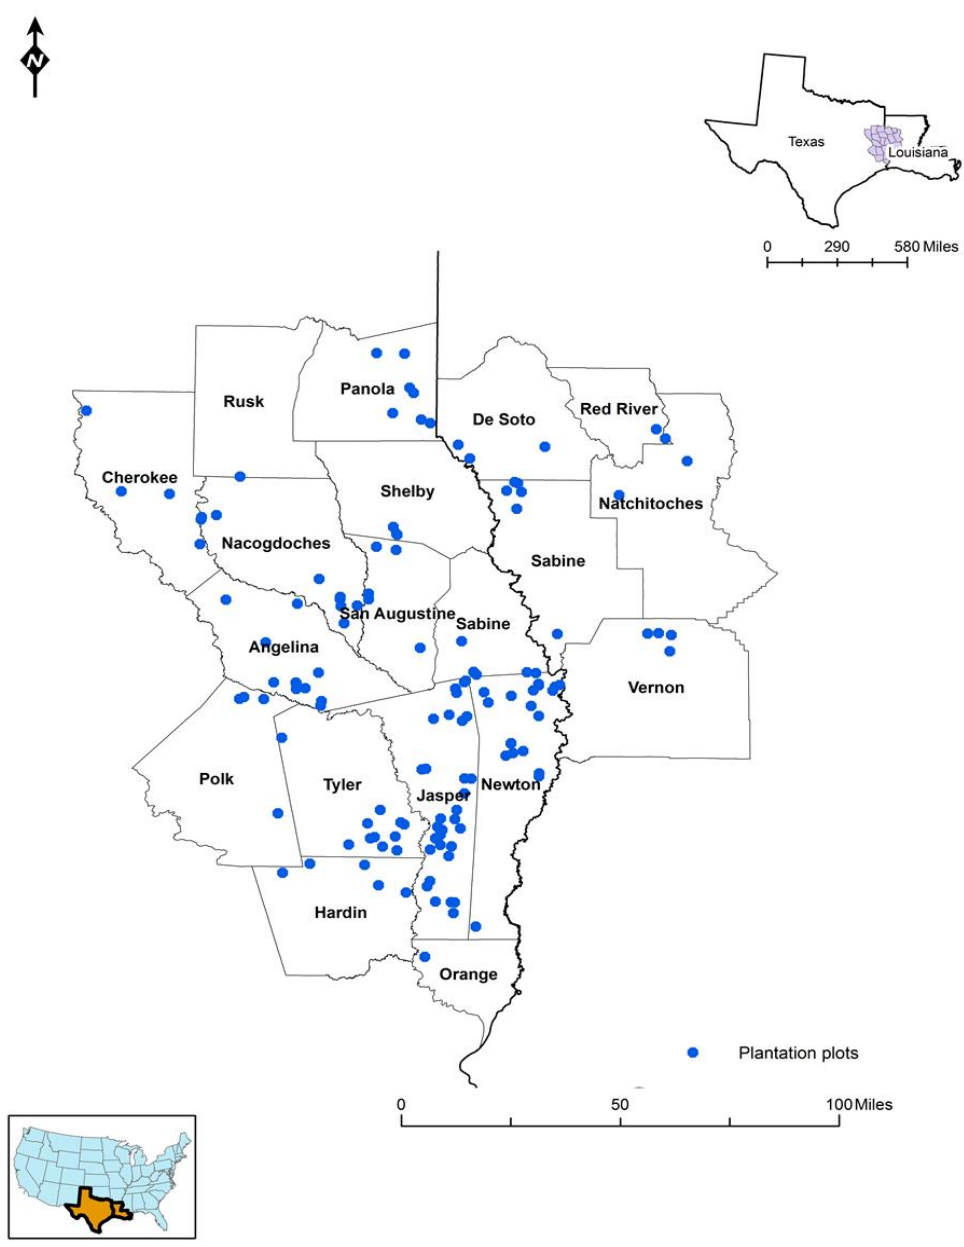 N
Texas
Louisiana
0 290 580 Miles
Rusk
Panola
De Soto
Red River
Cherokee
Shelby
Natchitoches
Nacogdoches
Sabine
San Augustine
Sabine
Angelina
Vernon
Polk
Tyler
Jasper
Newton
Hardin
Orange
Plantation plots
0 50 100 Miles